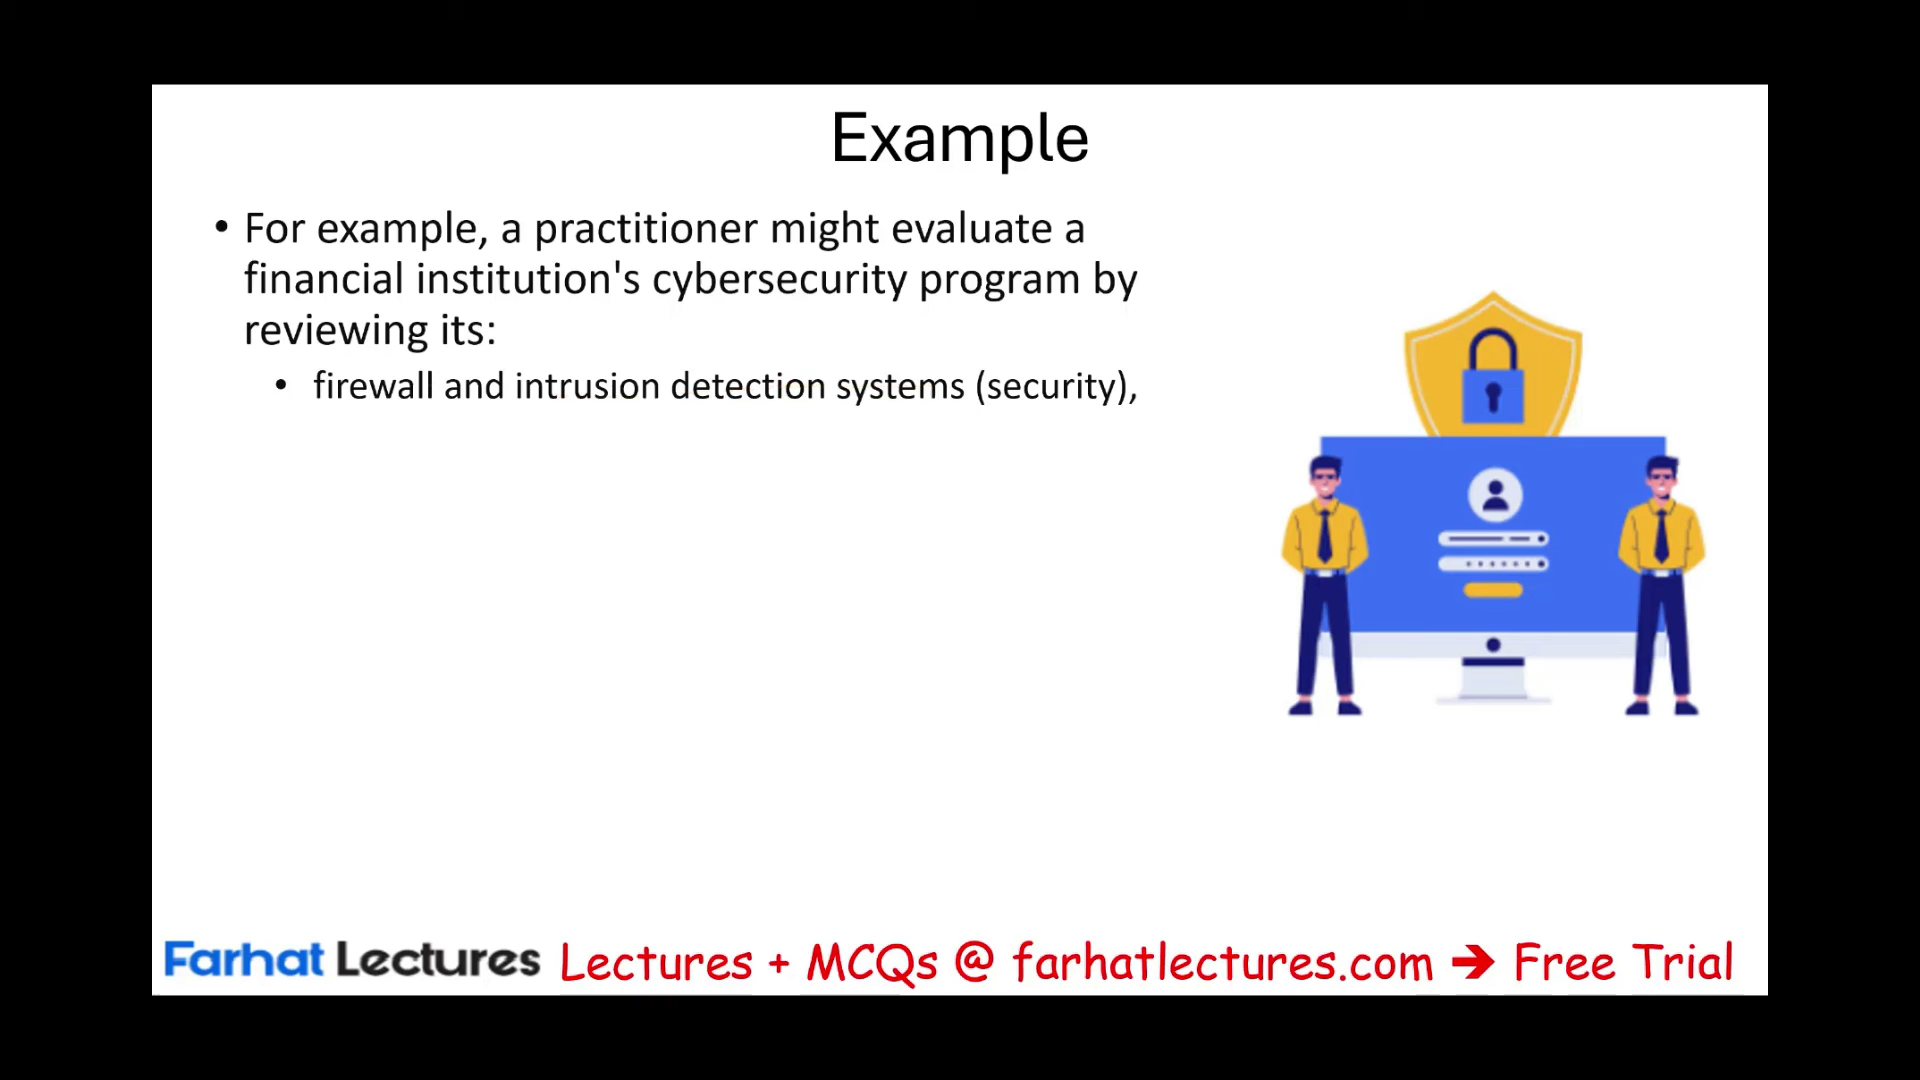 Example
• For example, a practitioner might evaluate a
financial institution's cybersecurity program by
reviewing its:
• firewall and intrusion detection systems (security),
Farhat Lectures Lectures + MCQs @ farhatlectures.com ➔ Free Trial